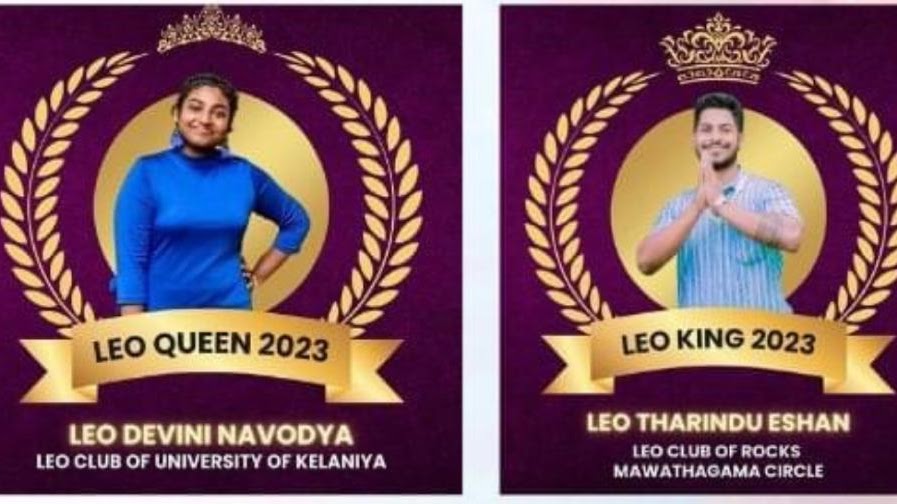 LEO QUEEN 2023
LEO DEVINI NAVODYA
LEO CLUB OF UNIVERSITY OF KELANIYA
LEO KING 2023
LEO THARINDU ESHAN
LEO CLUB OF ROCKS
MAWATHAGAMA CIRCLE